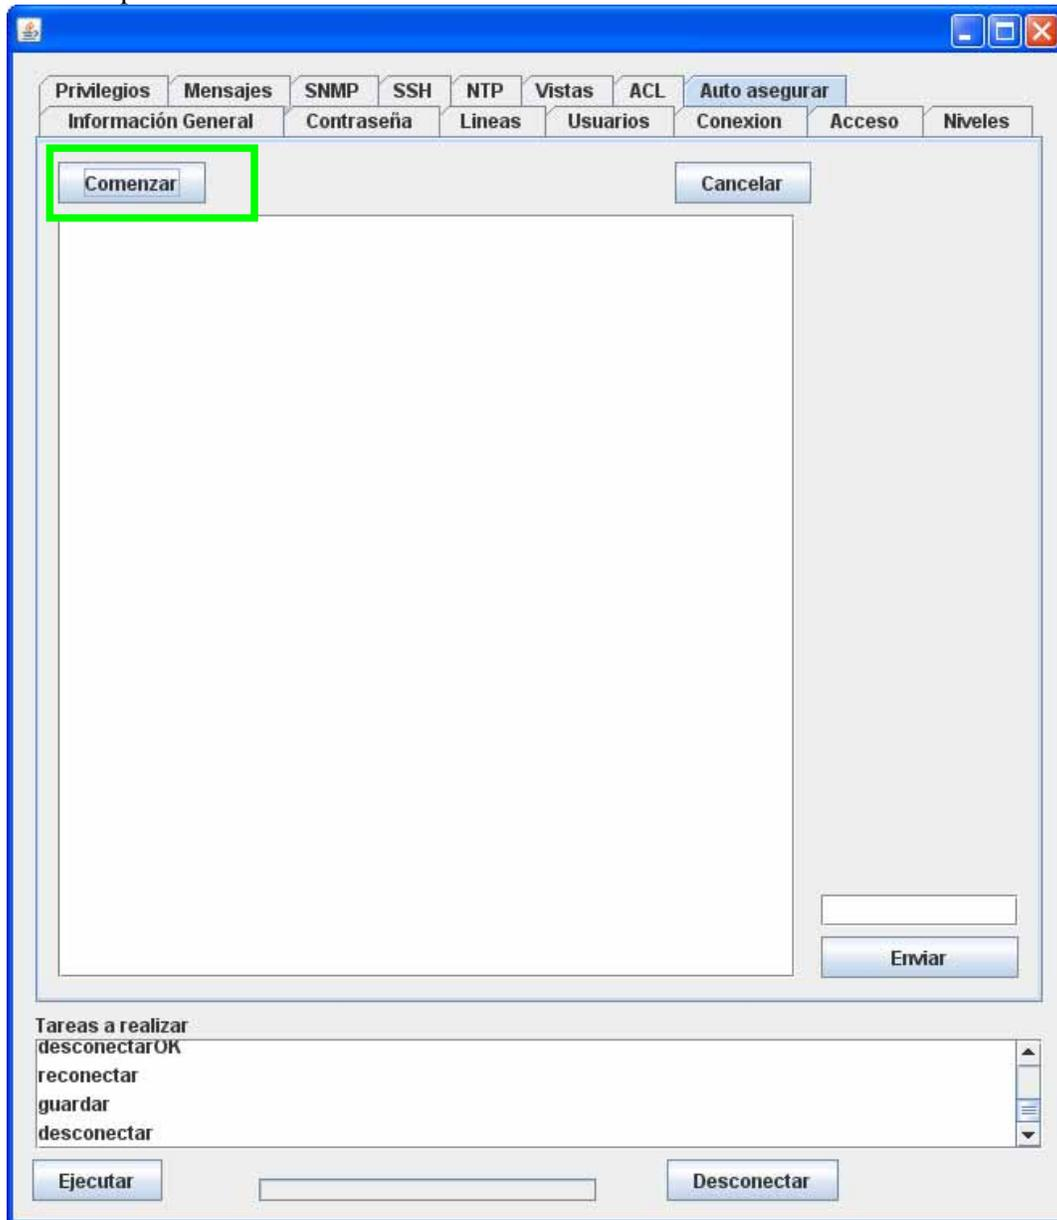 Privilegios Mensajes SNMP SSH NTP Vistas ACL Auto asegurar
Información General Contraseña Lineas Usuarios Conexion Acceso Niveles
Comenzar Cancelar
Enviar
Tareas a realizar
desconectarOK
reconectar
guardar
desconectar
Ejecutar Desconectar